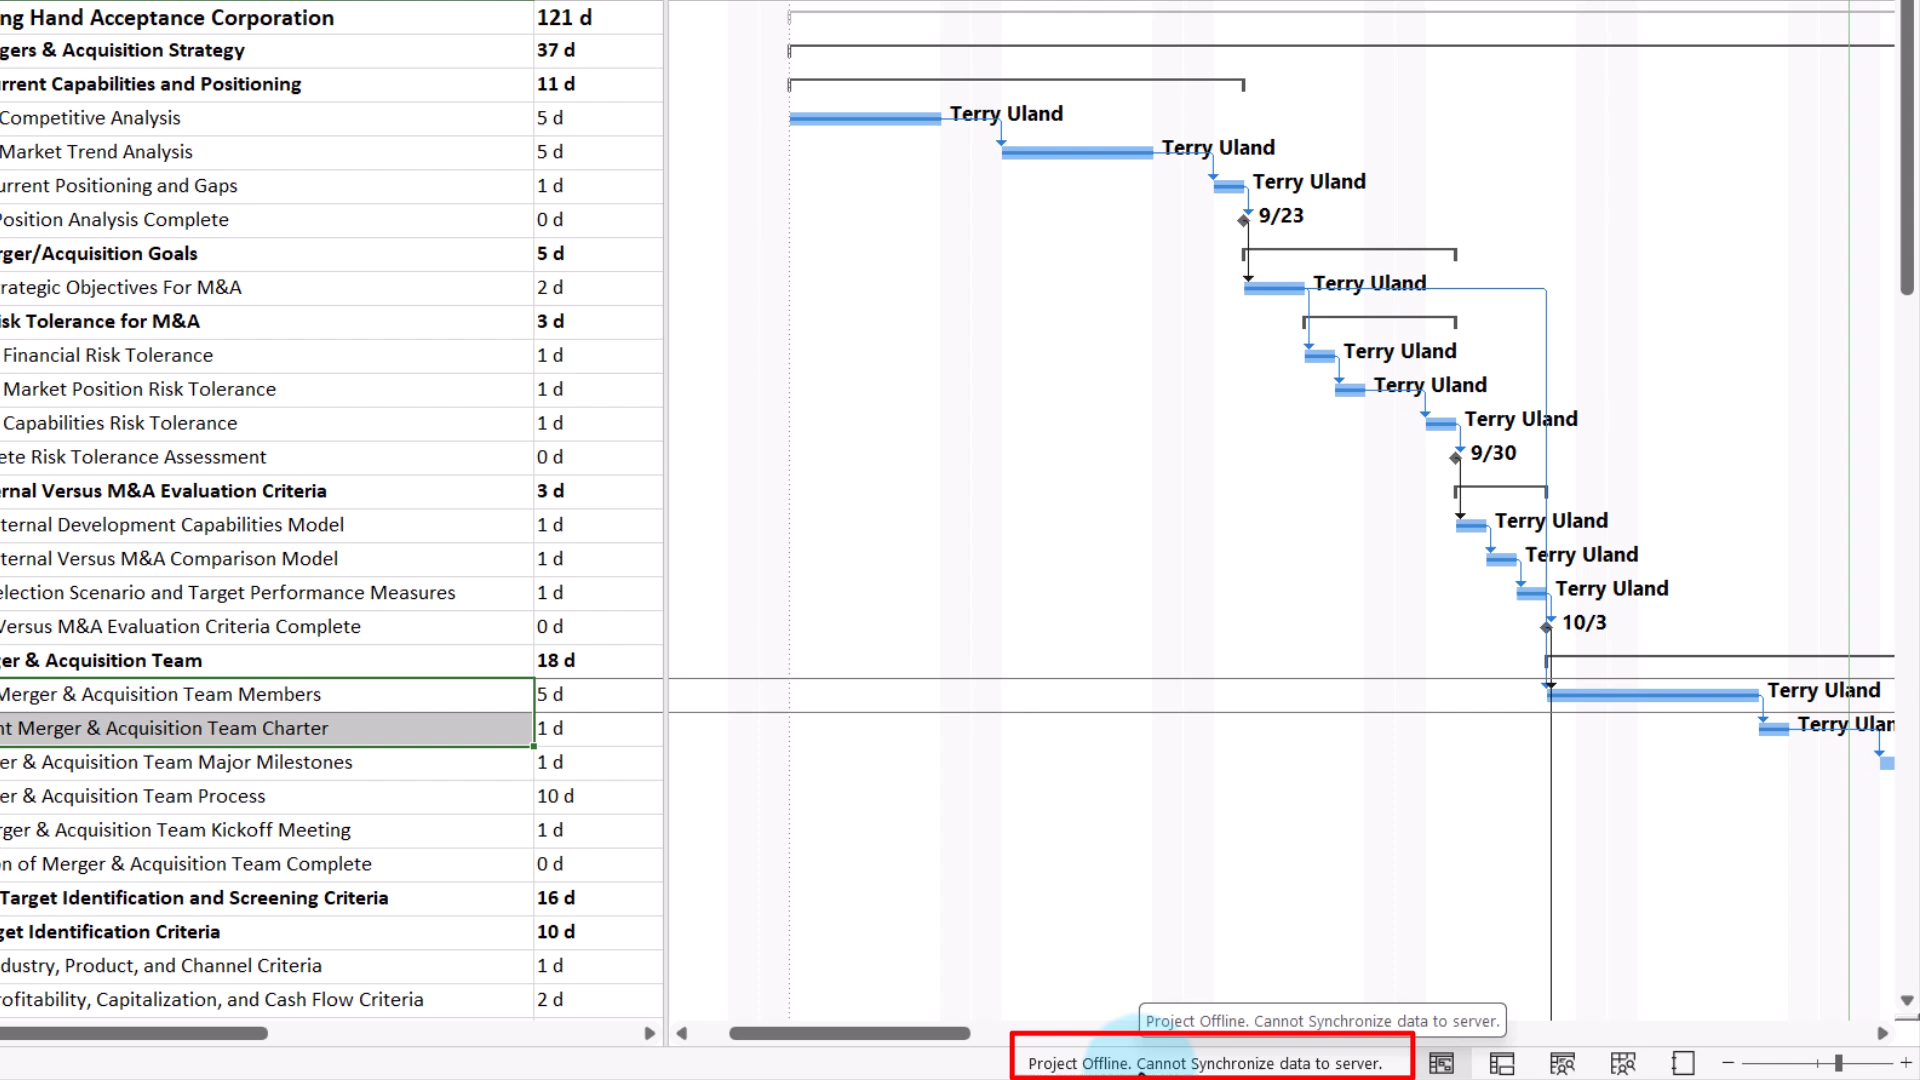 ng Hand Acceptance Corporation 121 d
gers & Acquisition Strategy 37 d
urrent Capabilities and Positioning 11 d
Competitive Analysis 5 d Terry Uland
Market Trend Analysis 5 d Terry Uland
urrent Positioning and Gaps 1 d Terry Uland
Position Analysis Complete 0 d 9/23
rger/Acquisition Goals 5 d
rategic Objectives For M&A 2 d Terry Uland
isk Tolerance for M&A 3 d
Financial Risk Tolerance 1 d Terry Uland
Market Position Risk Tolerance 1 d Terry Uland
Capabilities Risk Tolerance 1 d Terry Uland
ete Risk Tolerance Assessment 0 d 9/30
ernal Versus M&A Evaluation Criteria 3 d
ternal Development Capabilities Model 1 d Terry Uland
ternal Versus M&A Comparison Model 1 d Terry Uland
election Scenario and Target Performance Measures 1 d Terry Uland
Versus M&A Evaluation Criteria Complete 0 d 10/3
ger & Acquisition Team 18 d
Merger & Acquisition Team Members 5 d Terry Uland
nt Merger & Acquisition Team Charter 1 d Terry Ulan
er & Acquisition Team Major Milestones 1 d
er & Acquisition Team Process 10 d
rger & Acquisition Team Kickoff Meeting 1 d
n of Merger & Acquisition Team Complete 0 d
Target Identification and Screening Criteria 16 d
get Identification Criteria 10 d
dustry, Product, and Channel Criteria 1 d
rofitability, Capitalization, and Cash Flow Criteria 2 d
Project Offline. Cannot Synchronize data to server.
Project Offline. Cannot Synchronize data to server.